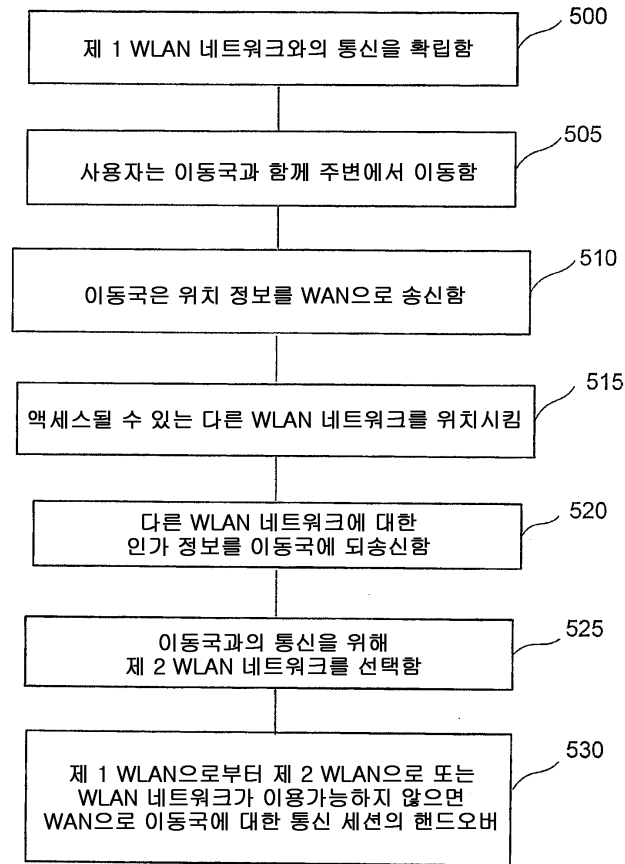 제 1 WLAN 네트워크와의 통신을 확립함
500
사용자는 이동국과 함께 주변에서 이동함
505
이동국은 위치 정보를 WAN으로 송신함
510
액세스될 수 있는 다른 WLAN 네트워크를 위치시킴
515
다른 WLAN 네트워크에 대한
인가 정보를 이동국에 되송신함
520
이동국과의 통신을 위해
제 2 WLAN 네트워크를 선택함
525
제 1 WLAN으로부터 제 2 WLAN으로 또는
WLAN 네트워크가 이용가능하지 않으면
WAN으로 이동국에 대한 통신 세션의 핸드오버
530